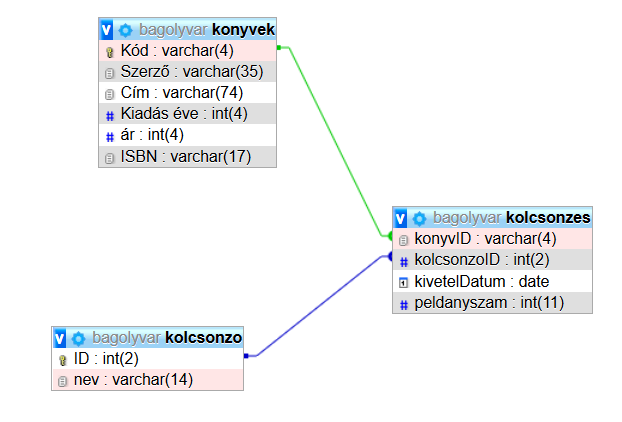 bagolyvar konyvek
Kód : varchar(4)
Szerző : varchar(35)
Cím : varchar(74)
# Kiadás éve : int(4)
# ár : int(4)
ISBN : varchar(17)
bagolyvar kolcsonzes
konyvID : varchar(4)
# kolcsonzoID : int(2)
kivetelDatum : date
# peldanyszam : int(11)
bagolyvar kolcsonzo
ID : int(2)
nev : varchar(14)